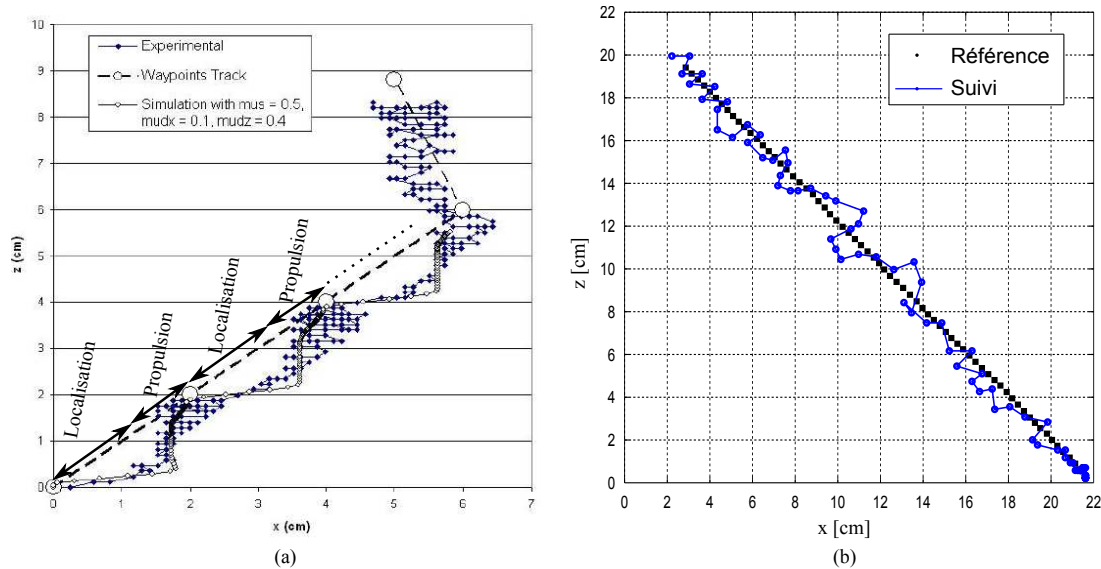 10
9
8
7
6
5
4
3
2
1
0
z (cm)
Experimental
Waypoints Track
Simulation with mus = 0.5,
mudx = 0.1, mudz = 0.4
Localisation
Propulsion
Localisation
Propulsion
0 1 2 3 4 5 6 7
x (cm)
(a)
22
20
18
16
14
12
10
8
6
4
2
0
z [cm]
Référence
Suivi
0 2 4 6 8 10 12 14 16 18 20 22
x [cm]
(b)